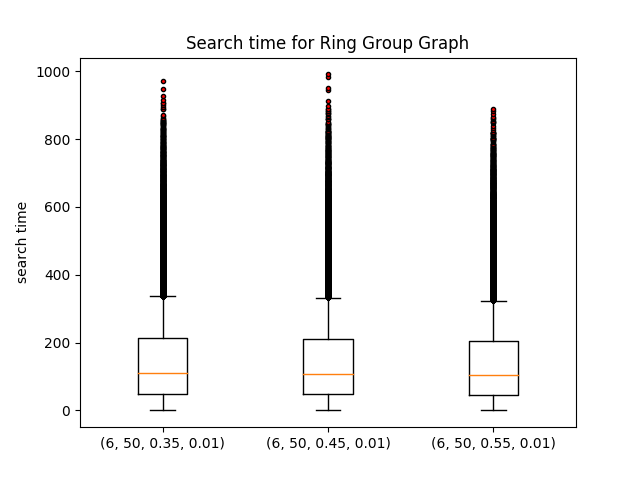 Search time for Ring Group Graph
1000
800
600
400
200
0
search time
(6, 50, 0.35, 0.01)
(6, 50, 0.45, 0.01)
(6, 50, 0.55, 0.01)